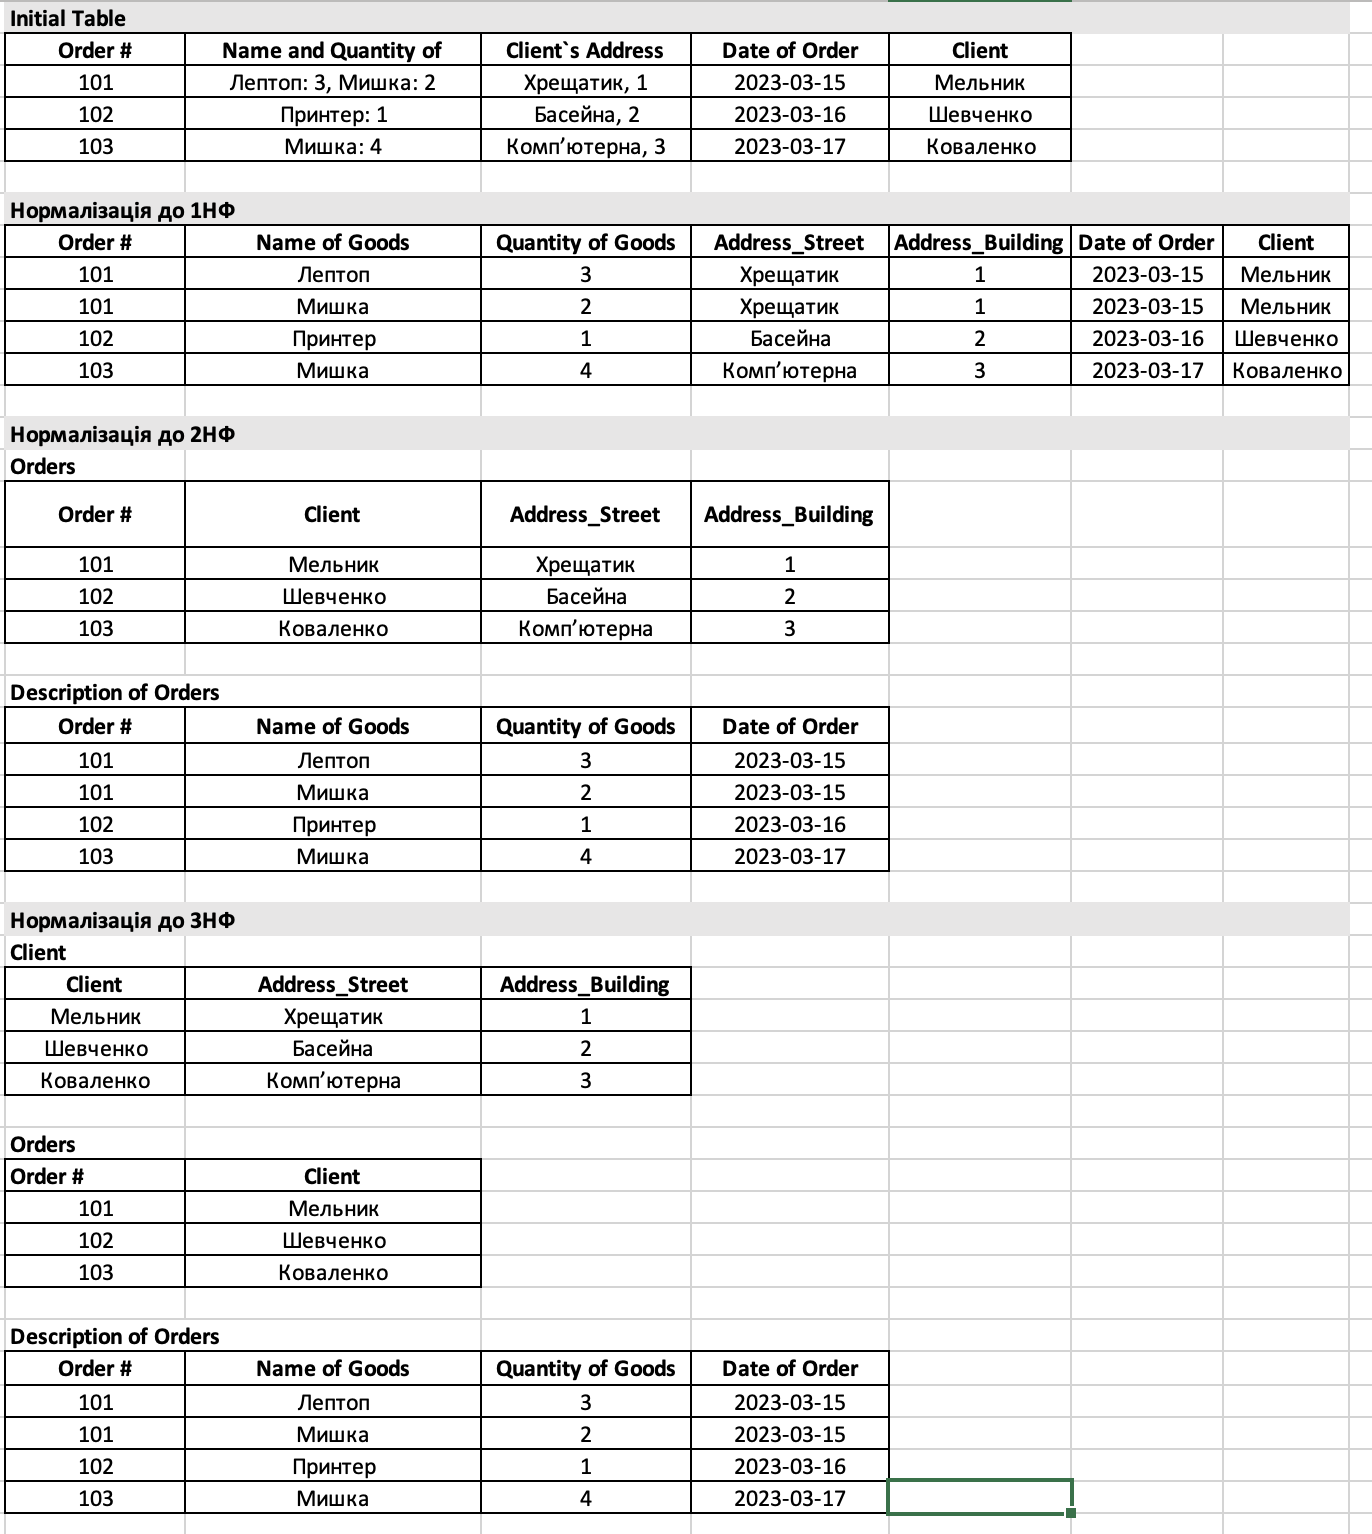 Initial Table
Order # Name and Quantity of Client`s Address Date of Order Client
101 Лептоп: 3, Мишка: 2 Хрещатик, 1 2023-03-15 Мельник
102 Принтер: 1 Басейна, 2 2023-03-16 Шевченко
103 Мишка: 4 Комп’ютерна, 3 2023-03-17 Коваленко
Нормалізація до 1НФ
Order # Name of Goods Quantity of Goods Address_Street Address_Building Date of Order Client
101 Лептоп 3 Хрещатик 1 2023-03-15 Мельник
101 Мишка 2 Хрещатик 1 2023-03-15 Мельник
102 Принтер 1 Басейна 2 2023-03-16 Шевченко
103 Мишка 4 Комп’ютерна 3 2023-03-17 Коваленко
Нормалізація до 2НФ
Orders
Order # Client Address_Street Address_Building
101 Мельник Хрещатик 1
102 Шевченко Басейна 2
103 Коваленко Комп’ютерна 3
Description of Orders
Order # Name of Goods Quantity of Goods Date of Order
101 Лептоп 3 2023-03-15
101 Мишка 2 2023-03-15
102 Принтер 1 2023-03-16
103 Мишка 4 2023-03-17
Нормалізація до 3НФ
Client
Client Address_Street Address_Building
Мельник Хрещатик 1
Шевченко Басейна 2
Коваленко Комп’ютерна 3
Orders
Order # Client
101 Мельник
102 Шевченко
103 Коваленко
Description of Orders
Order # Name of Goods Quantity of Goods Date of Order
101 Лептоп 3 2023-03-15
101 Мишка 2 2023-03-15
102 Принтер 1 2023-03-16
103 Мишка 4 2023-03-17